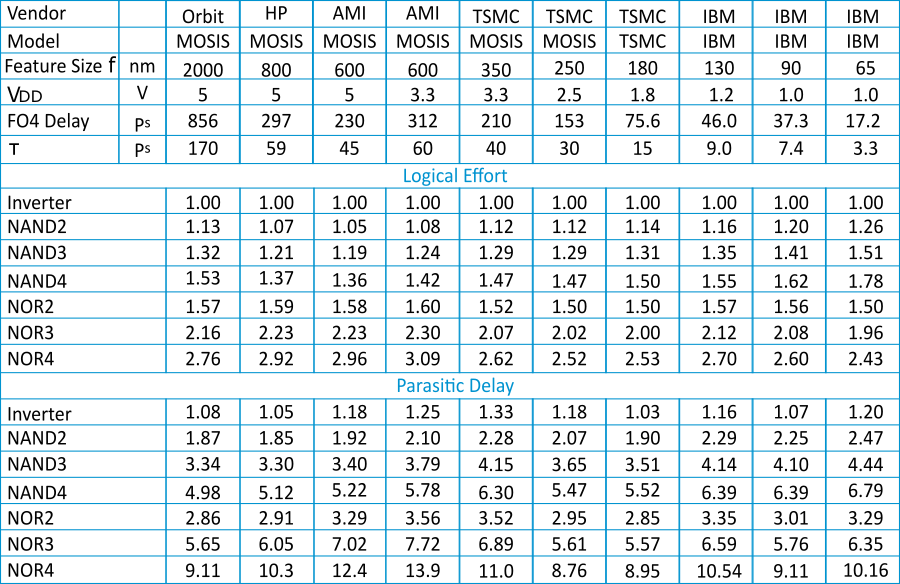 Vendor Orbit HP AMI AMI TSMC TSMC TSMC IBM IBM IBM
Model MOSIS MOSIS MOSIS MOSIS MOSIS MOSIS TSMC IBM IBM IBM
Feature Size f nm 2000 800 600 600 350 250 180 130 90 65
VDD V 5 5 5 3.3 3.3 2.5 1.8 1.2 1.0 1.0
FO4 Delay Ps 856 297 230 312 210 153 75.6 46.0 37.3 17.2
τ Ps 170 59 45 60 40 30 15 9.0 7.4 3.3
Logical Effort
Inverter 1.00 1.00 1.00 1.00 1.00 1.00 1.00 1.00 1.00 1.00
NAND2 1.13 1.07 1.05 1.08 1.12 1.12 1.14 1.16 1.20 1.26
NAND3 1.32 1.21 1.19 1.24 1.29 1.29 1.31 1.35 1.41 1.51
NAND4 1.53 1.37 1.36 1.42 1.47 1.47 1.50 1.55 1.62 1.78
NOR2 1.57 1.59 1.58 1.60 1.52 1.50 1.50 1.57 1.56 1.50
NOR3 2.16 2.23 2.23 2.30 2.07 2.02 2.00 2.12 2.08 1.96
NOR4 2.76 2.92 2.96 3.09 2.62 2.52 2.53 2.70 2.60 2.43
Parasitic Delay
Inverter 1.08 1.05 1.18 1.25 1.33 1.18 1.03 1.16 1.07 1.20
NAND2 1.87 1.85 1.92 2.10 2.28 2.07 1.90 2.29 2.25 2.47
NAND3 3.34 3.30 3.40 3.79 4.15 3.65 3.51 4.14 4.10 4.44
NAND4 4.98 5.12 5.22 5.78 6.30 5.47 5.52 6.39 6.39 6.79
NOR2 2.86 2.91 3.29 3.56 3.52 2.95 2.85 3.35 3.01 3.29
NOR3 5.65 6.05 7.02 7.72 6.89 5.61 5.57 6.59 5.76 6.35
NOR4 9.11 10.3 12.4 13.9 11.0 8.76 8.95 10.54 9.11 10.16